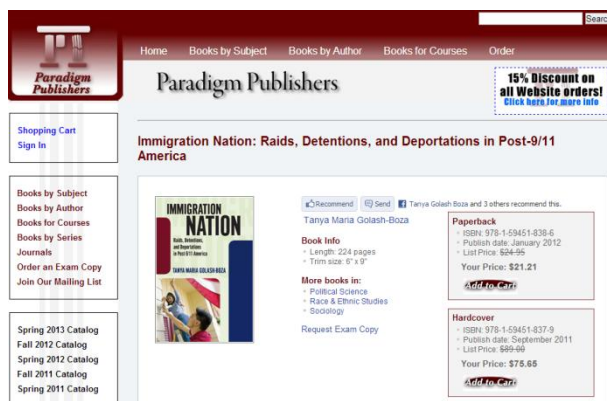 Search
Home Books by Subject Books by Author Books for Courses Order
Paradigm
Publishers
Paradigm Publishers
15% Discount on
all Website orders!
Click here for more info
Shopping Cart
Sign In
Immigration Nation: Raids, Detentions, and Deportations in Post-9/11
America
Books by Subject
Books by Author
Books for Courses
Books by Series
Journals
Order an Exam Copy
Join Our Mailing List
Spring 2013 Catalog
Fall 2012 Catalog
Spring 2012 Catalog
Fall 2011 Catalog
Spring 2011 Catalog
IMMIGRATION
NATION
Raids, Detentions,
and Deportations
in Post-9/11 America
TANYA MARIA GOLASH-BOZA
Recommend Send Tanya Golash Boza and 3 others recommend this.
Tanya Maria Golash-Boza
Book Info
Length: 224 pages
Trim size: 6" x 9"
More books in:
Political Science
Race & Ethnic Studies
Sociology
Request Exam Copy
Paperback
ISBN: 978-1-59451-838-6
Publish date: January 2012
List Price: $24.95
Your Price: $21.21
Add to Cart
Hardcover
ISBN: 978-1-59451-837-9
Publish date: September 2011
List Price: $89.00
Your Price: $75.65
Add to Cart